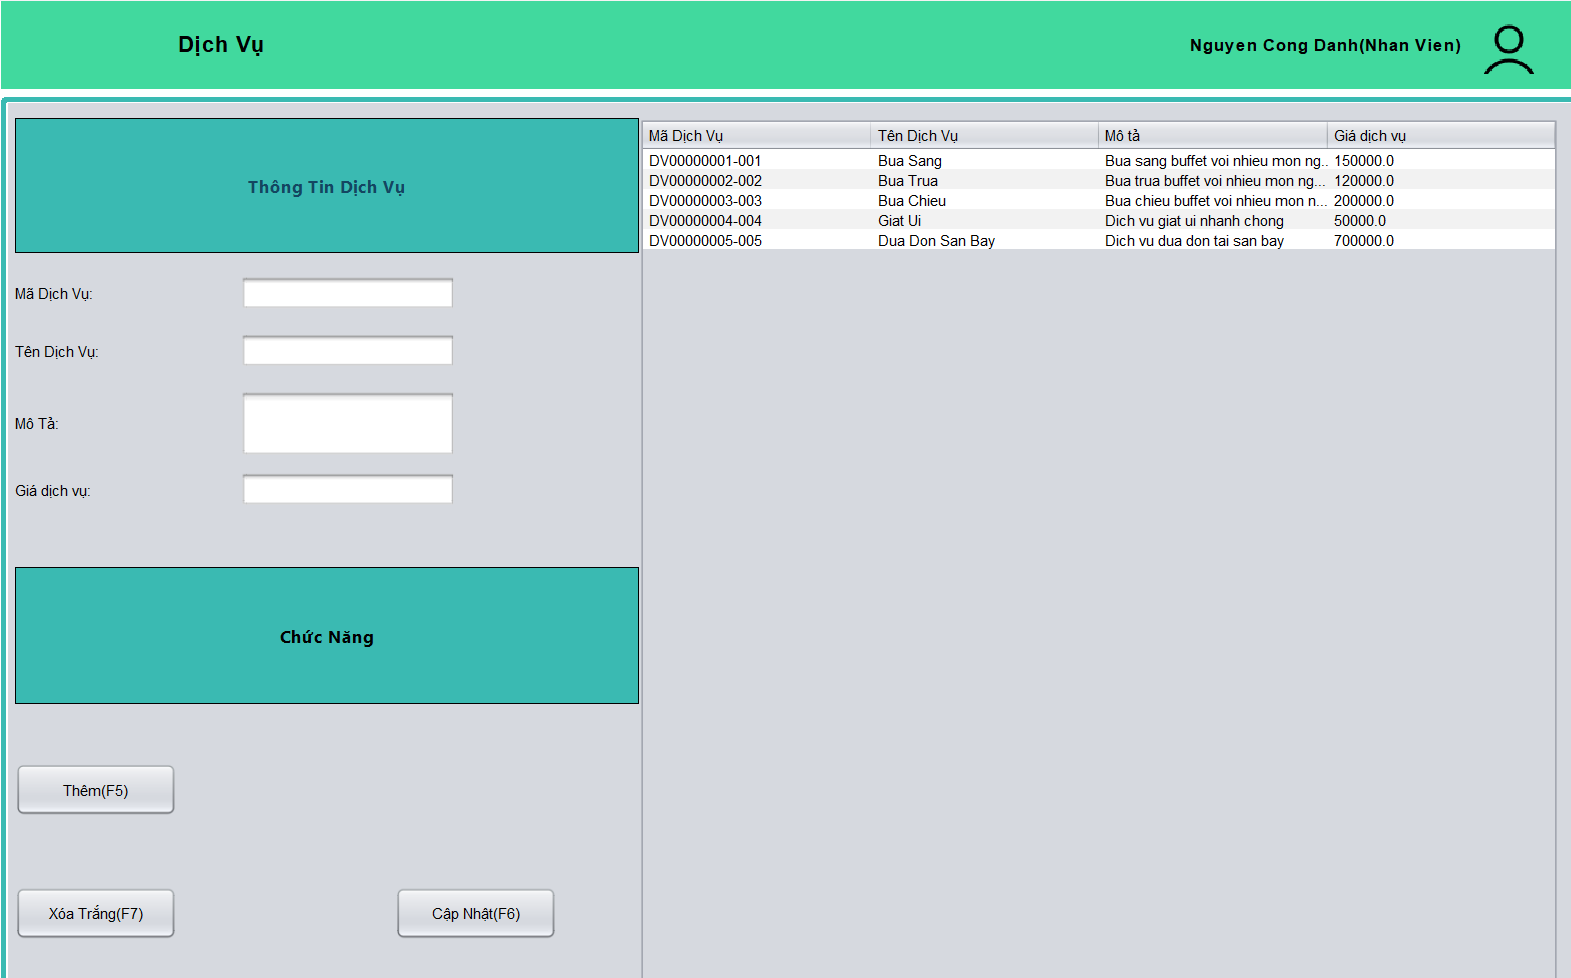 Dịch Vụ
Nguyen Cong Danh(Nhan Vien)
Thông Tin Dịch Vụ
Mã Dịch Vụ:
Tên Dịch Vụ:
Mô Tả:
Giá dịch vụ:
Chức Năng
Thêm(F5)
Xóa Trắng(F7) Cập Nhật(F6)
Mã Dịch Vụ Tên Dịch Vụ Mô tả Giá dịch vụ
DV00000001-001 Bua Sang Bua sang buffet voi nhieu mon ng... 150000.0
DV00000002-002 Bua Trua Bua trua buffet voi nhieu mon ng... 120000.0
DV00000003-003 Bua Chieu Bua chieu buffet voi nhieu mon n... 200000.0
DV00000004-004 Giat Ui Dich vu giat ui nhanh chong 50000.0
DV00000005-005 Dua Don San Bay Dich vu dua don tai san bay 700000.0